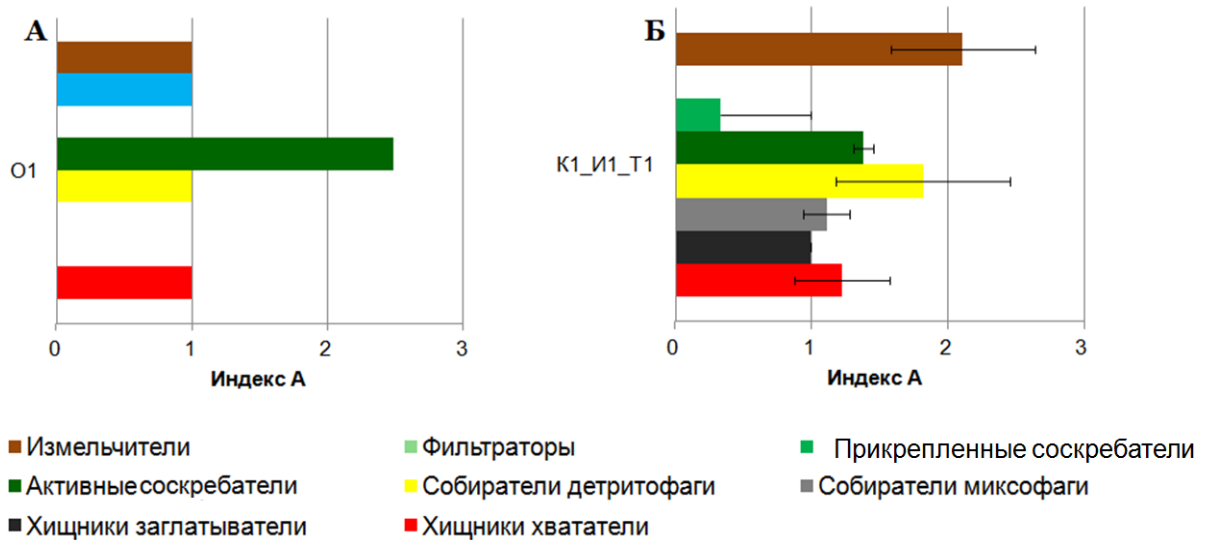 А
Б
О1
К1_И1_Т1
0 1 2 3
0 1 2 3
Индекс А
Индекс А
Измельчители
Фильтраторы
Прикрепленные соскребатели
Активные соскребатели
Собиратели детритофаги
Собиратели миксофаги
Хищники заглатыватели
Хищники хвататели